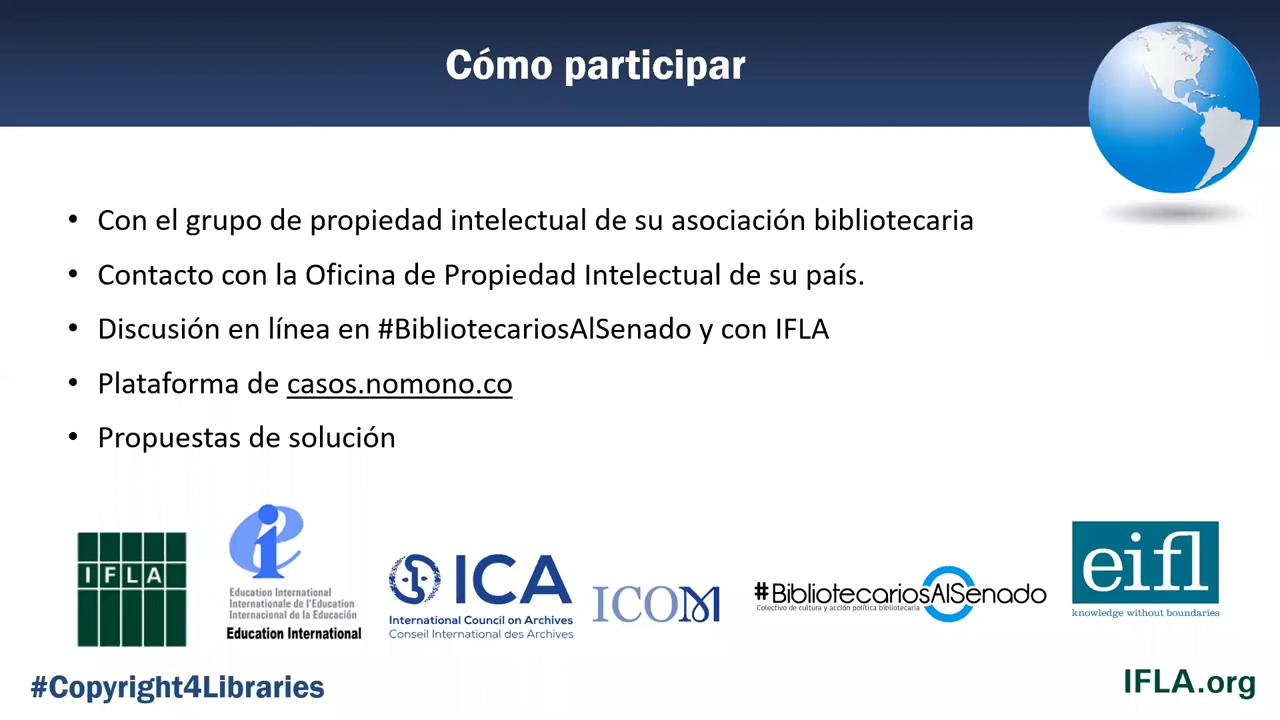 Cómo participar
• Con el grupo de propiedad intelectual de su asociación bibliotecaria
• Contacto con la Oficina de Propiedad Intelectual de su país.
• Discusión en línea en #BibliotecariosAlSenado y con IFLA
• Plataforma de casos.nomono.co
• Propuestas de solución
IFLA
ei
Education International
Internationale de l'Education
Internacional de la Educación
Education International
ICA
International Council on Archives
Conseil International des Archives
ICOM
#BibliotecariosAlSenado
Colectivo de cultura y acción política bibliotecaria
eifl
knowledge without boundaries
#Copyright4Libraries
IFLA.org